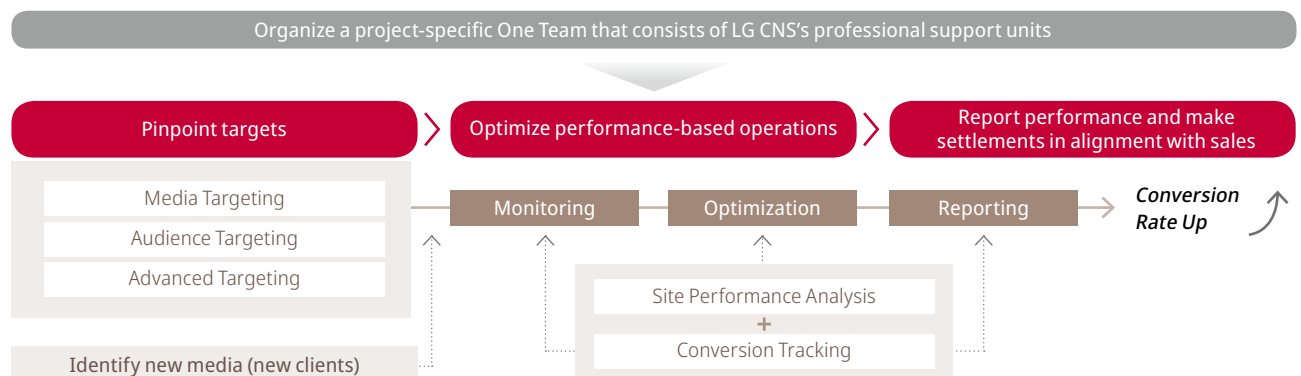 Organize a project-specific One Team that consists of LG CNS’s professional support units
Pinpoint targets
Optimize performance-based operations
Report performance and make
settlements in alignment with sales
Media Targeting
Audience Targeting
Advanced Targeting
Monitoring
Optimization
Reporting
Conversion
Rate Up
Site Performance Analysis
+
Conversion Tracking
Identify new media (new clients)